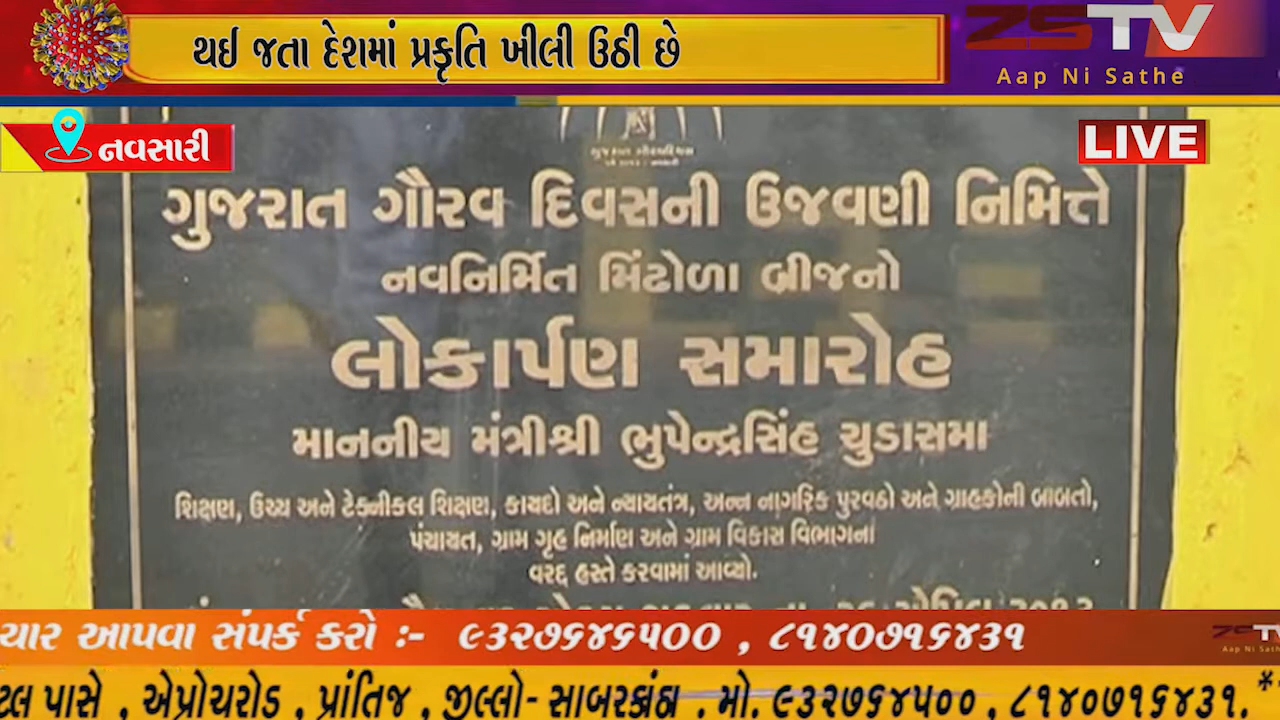 થઈ જતા દેશમાં પ્રકૃતિ ખીલી ઉઠી છે
ZSTV
Aap Ni Sathe
નવસારી
LIVE
ગુજરાત ગૌરવ દિવસની ઉજવણી નિમિત્તે
નવનિર્મિત મિંઢોળા બ્રીજનો
લોકાર્પણ સમારોહ
માનનીય મંત્રીશ્રી ભુપેન્દ્રસિંહ ચુડાસમા
શિક્ષણ, ઉચ્ચ અને ટેકનીકલ શિક્ષણ, કાયદો અને ન્યાયતંત્ર, અન્ન નાગરિક પુરવઠો અને ગ્રાહકોની બાબતો,
પંચાયત, ગ્રામ ગૃહ નિર્માણ અને ગ્રામ વિકાસ વિભાગના
વરદ્ હસ્તે કરવામાં આવ્યો.
ચાર આપવા સંપર્ક કરો :- ૯૩૨૭૬૪૬૫૦૦ , ૮૧૪૦૭૧૬૪૩૧
ZSTV
Aap Ni Sathe
ટલ પાસે , એપ્રોચરોડ , પ્રાંતિજ , જીલ્લો- સાબરકાંઠા . મો. ૯૩૨૭૬૪૫૦૦ , ૮૧૪૦૭૧૬૪૩૧.**